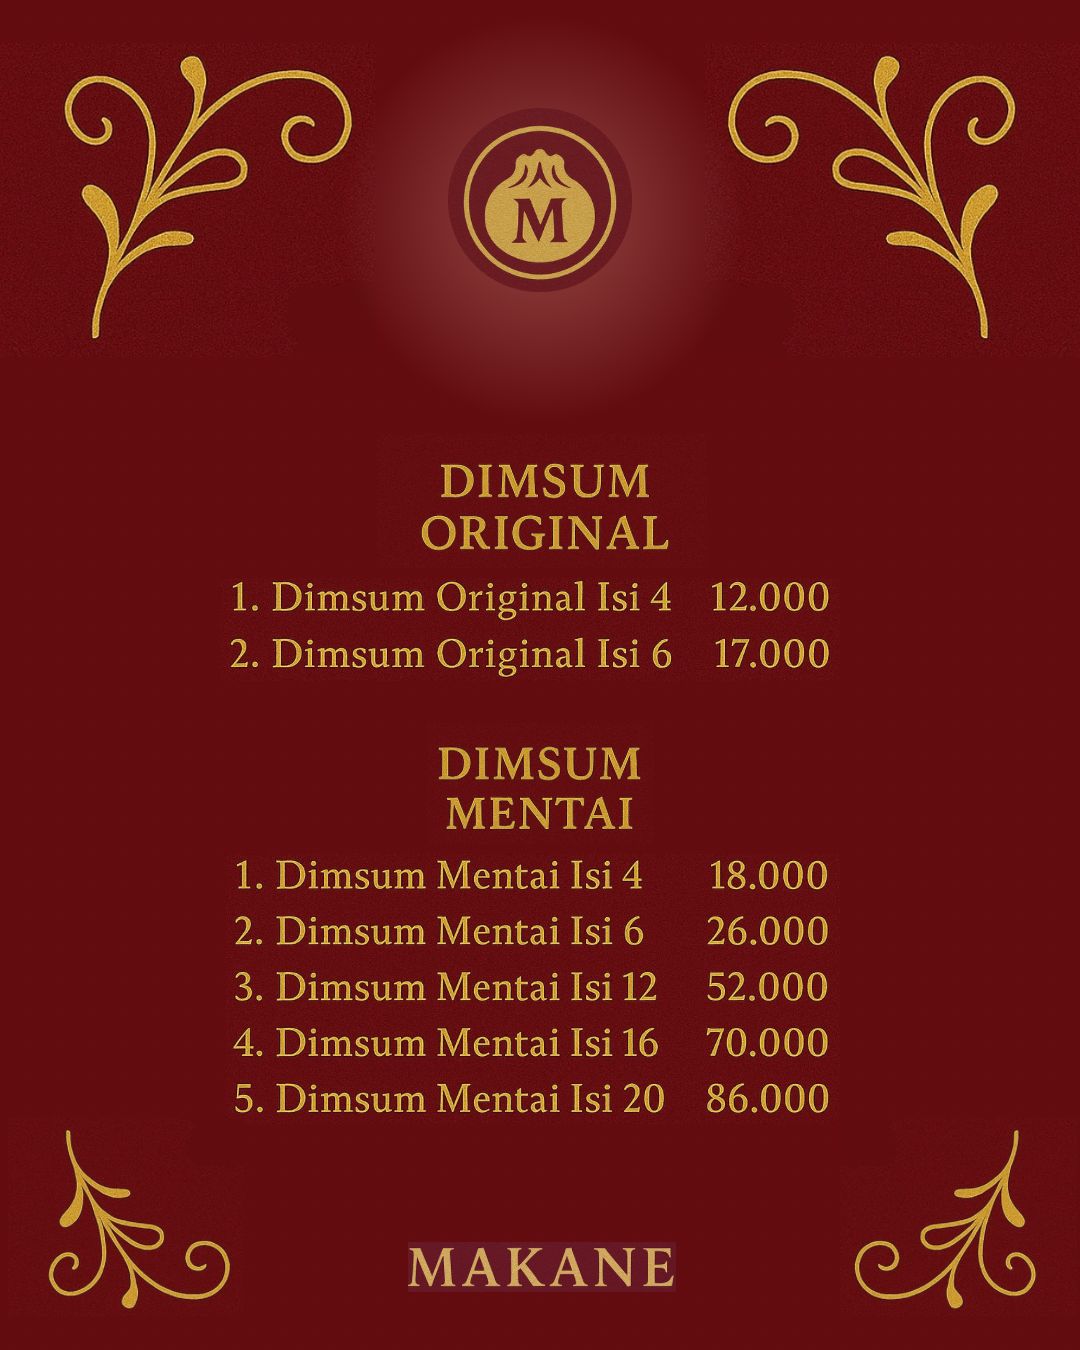 M
DIMSUM
ORIGINAL
1. Dimsum Original Isi 4 12.000
2. Dimsum Original Isi 6 17.000
DIMSUM
MENTAI
1. Dimsum Mentai Isi 4 18.000
2. Dimsum Mentai Isi 6 26.000
3. Dimsum Mentai Isi 12 52.000
4. Dimsum Mentai Isi 16 70.000
5. Dimsum Mentai Isi 20 86.000
MAKANE